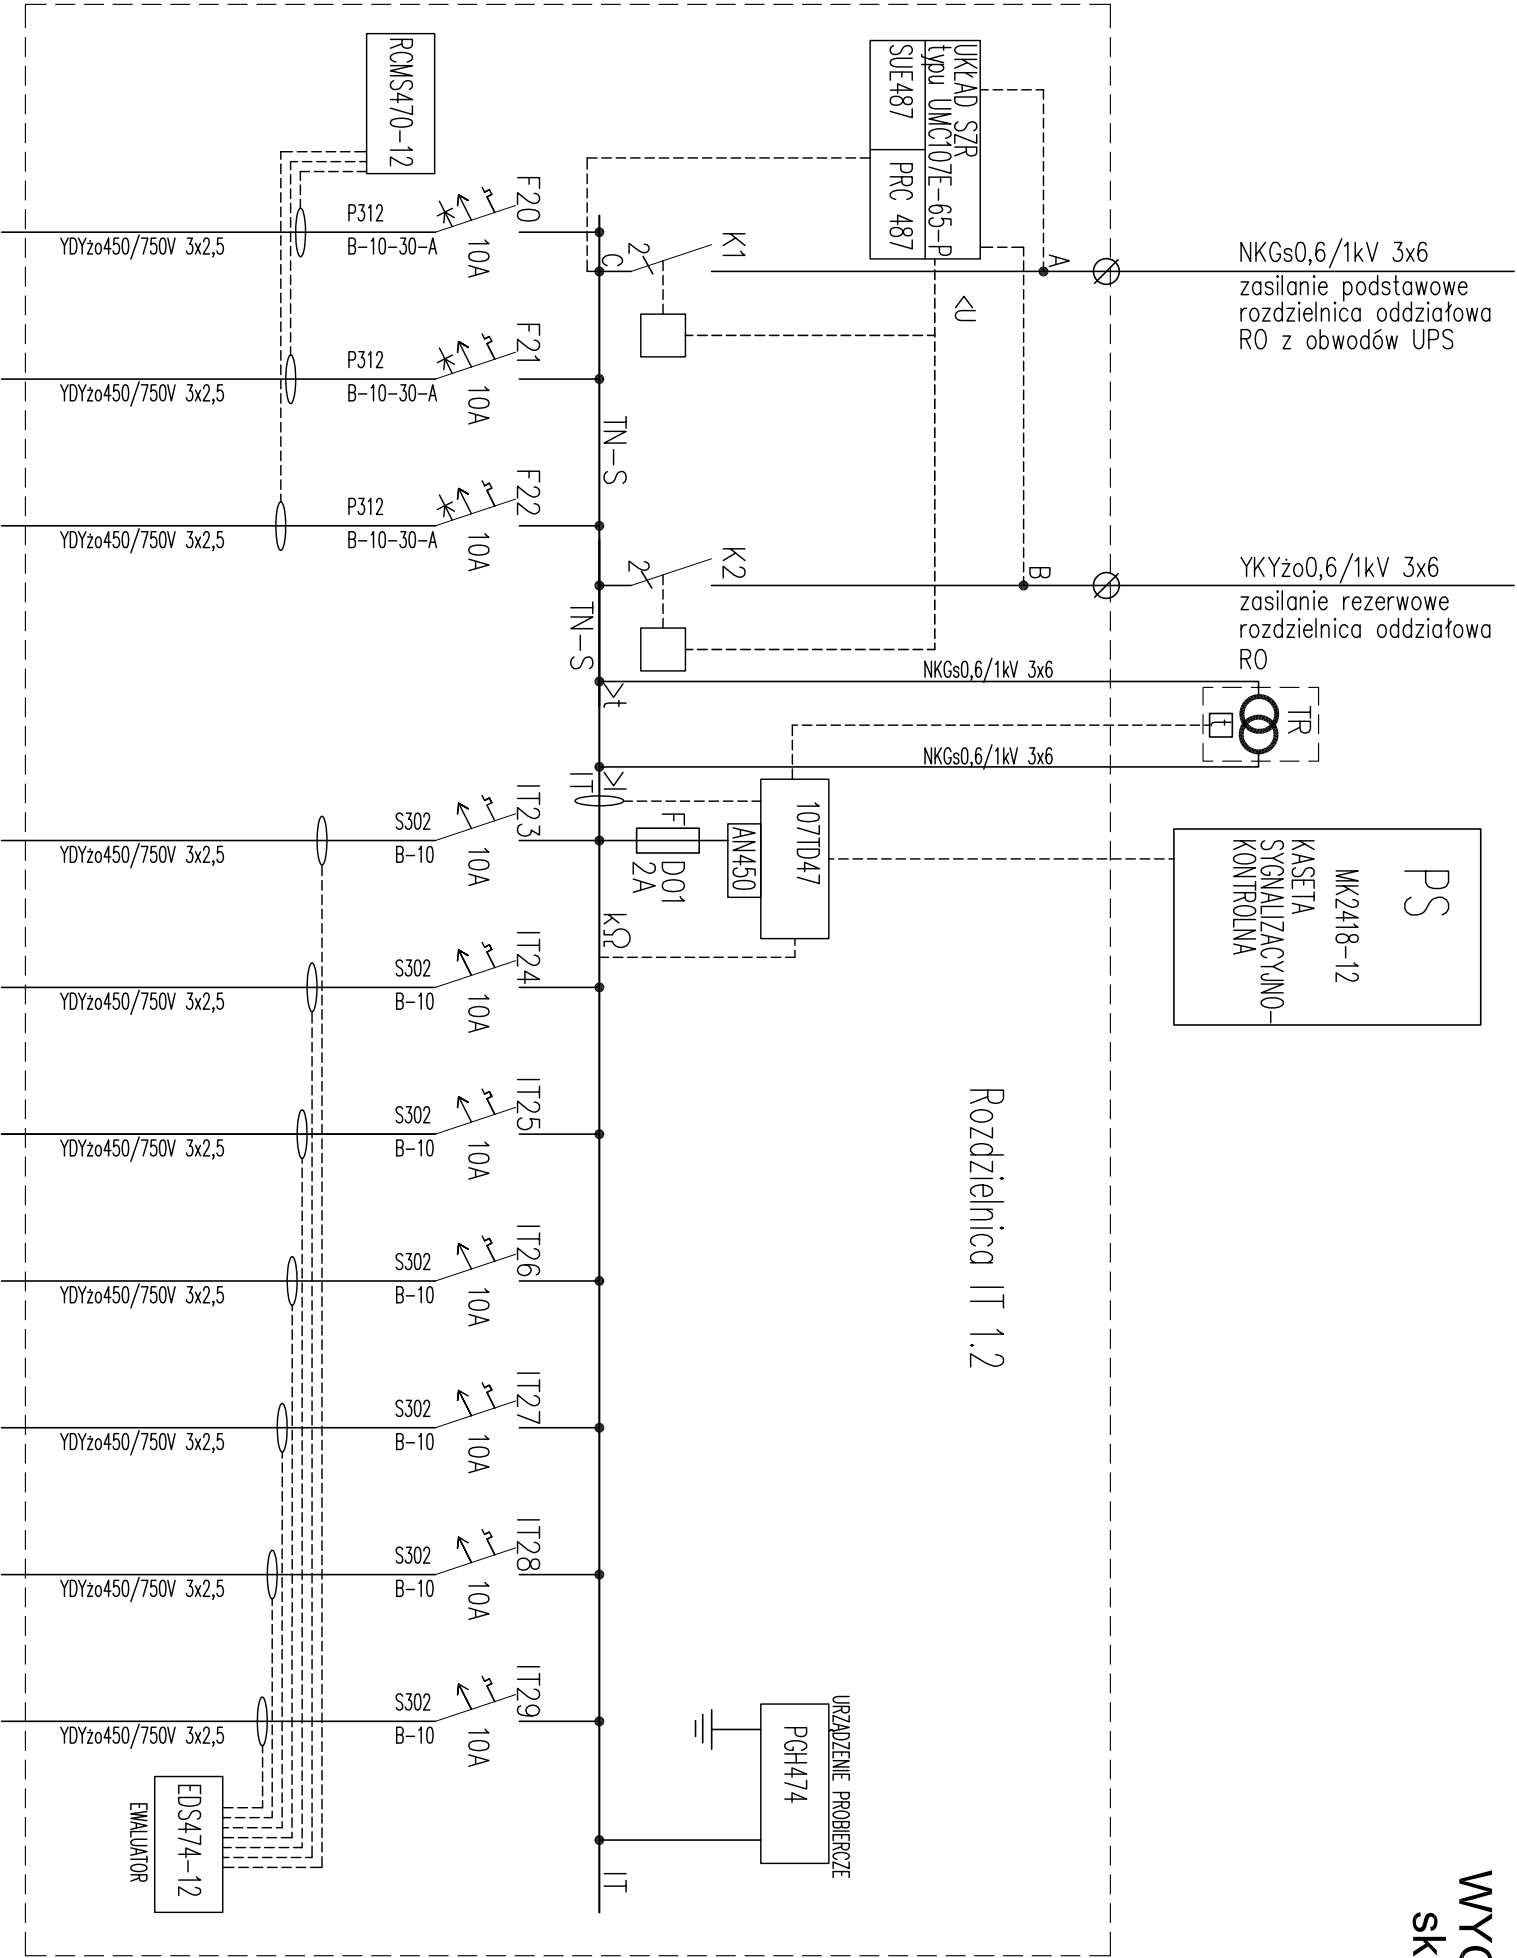 NKGs0,6/1kV 3x6
zasilanie podstawowe
rozdzielnica oddziałowa
RO z obwodów UPS
YKYżo0,6/1kV 3x6
zasilanie rezerwowe
rozdzielnica oddziałowa
RO
UKŁAD SZR
typu UMC107E-65-P
SUE487
PRC 487
A
B
<U
K1
2
C
K2
2
RCMS470-12
F20
10A
P312
B-10-30-A
YDYżo450/750V 3x2,5
F21
10A
P312
B-10-30-A
YDYżo450/750V 3x2,5
F22
10A
P312
B-10-30-A
YDYżo450/750V 3x2,5
TN-S
TN-S
>t
NKGs0,6/1kV 3x6
NKGs0,6/1kV 3x6
TR
t
>I
IT
107TD47
AN450
F
D01
2A
kΩ
PS
MK2418-12
KASETA
SYGNALIZACYJNO-
KONTROLNA
Rozdzielnica IT 1.2
IT23
10A
S302
B-10
YDYżo450/750V 3x2,5
IT24
10A
S302
B-10
YDYżo450/750V 3x2,5
IT25
10A
S302
B-10
YDYżo450/750V 3x2,5
IT26
10A
S302
B-10
YDYżo450/750V 3x2,5
IT27
10A
S302
B-10
YDYżo450/750V 3x2,5
IT28
10A
S302
B-10
YDYżo450/750V 3x2,5
IT29
10A
S302
B-10
YDYżo450/750V 3x2,5
URZĄDZENIE PROBIERCZE
PGH474
IT
EDS474-12
EWALUATOR
sk